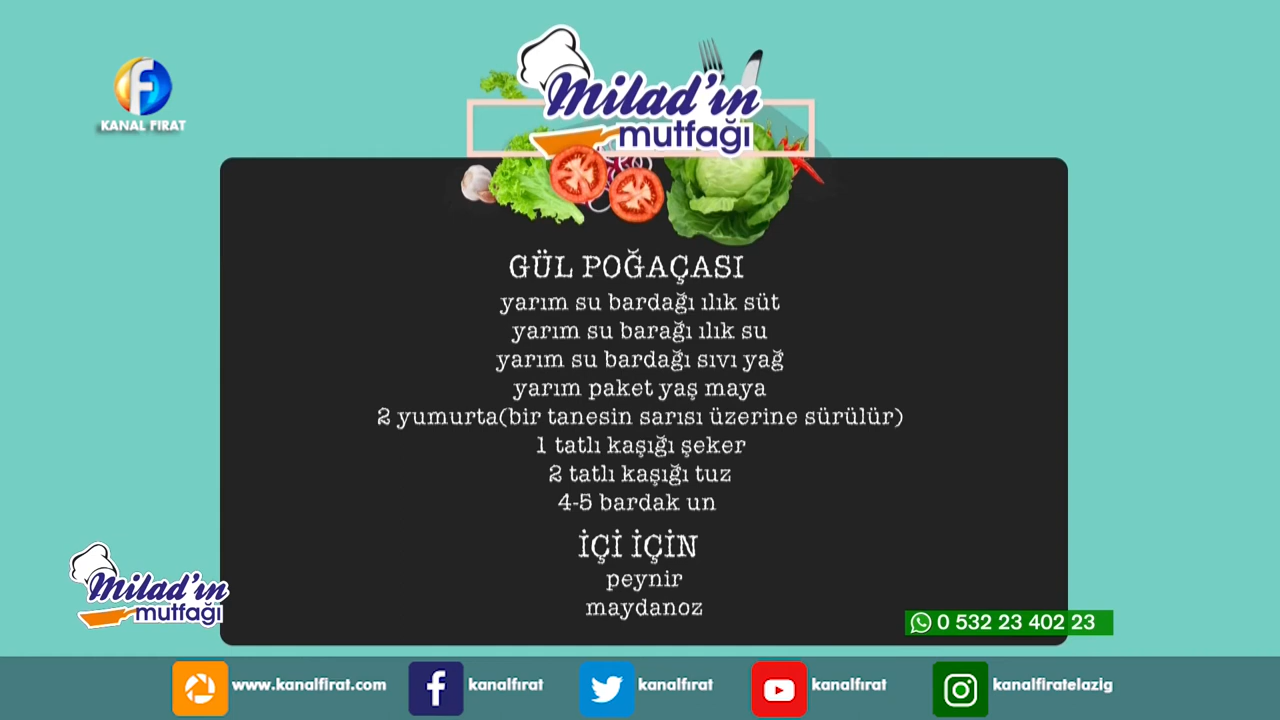 KANAL FIRAT
Milad'ın
mutfağı
GÜL POĞAÇASI
yarım su bardağı ılık süt
yarım su barağı ılık su
yarım su bardağı sıvı yağ
yarım paket yaş maya
2 yumurta(bir tanesin sarısı üzerine sürülür)
1 tatlı kaşığı şeker
2 tatlı kaşığı tuz
4-5 bardak un
İÇİ İÇİN
peynir
maydanoz
Milad'ın
mutfağı
0 532 23 402 23
www.kanalfirat.com
kanalfırat
kanalfırat
kanalfırat
kanalfiratelazig